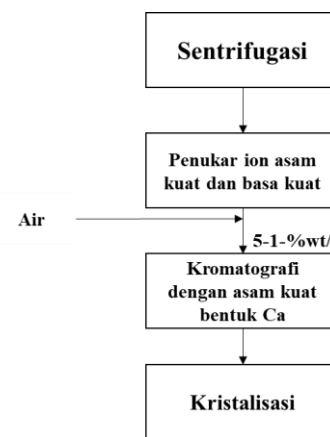 Sentrifugasi
Penukar ion asam
kuat dan basa kuat
Air
5-1-%wt/
Kromatografi
dengan asam kuat
bentuk Ca
Kristalisasi